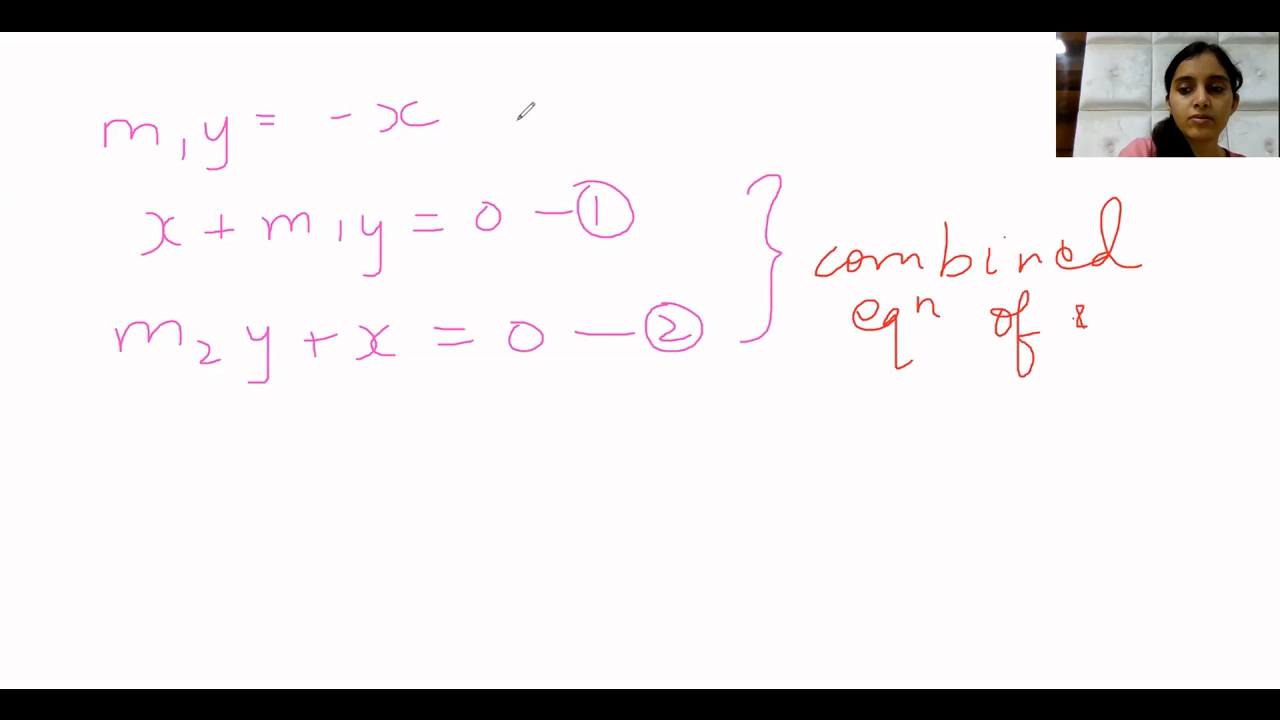 m₁y = -x
x + m₁y = 0 — ①
m₂y + x = 0 — ②
combined
eqⁿ of